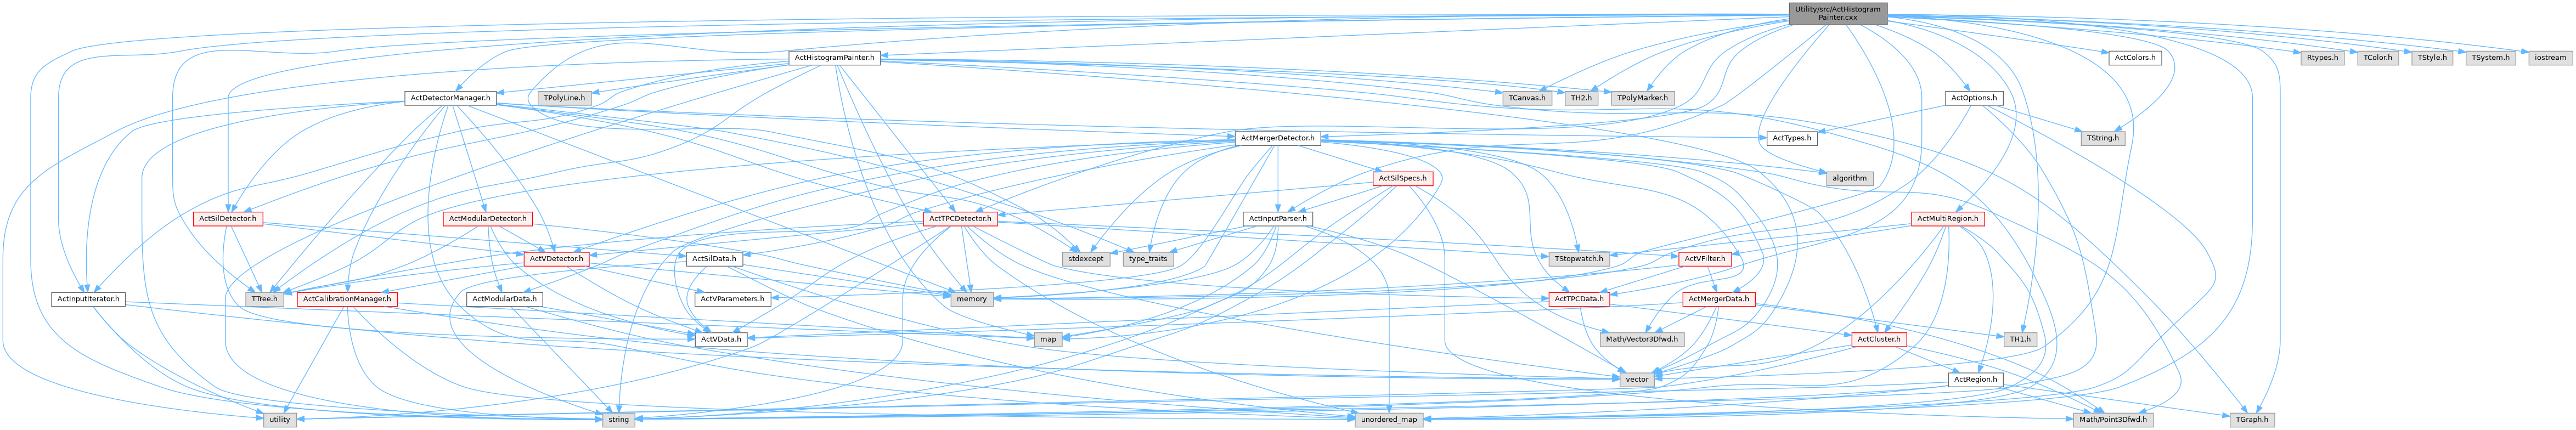 Utility/src/ActHistogram
Painter.cxx
ActHistogramPainter.h
ActColors.h
Rtypes.h
TColor.h
TStyle.h
TSystem.h
iostream
ActDetectorManager.h
TPolyLine.h
TCanvas.h
TH2.h
TPolyMarker.h
ActOptions.h
ActMergerDetector.h
ActTypes.h
TString.h
ActSilSpecs.h
algorithm
ActSilDetector.h
ActModularDetector.h
ActTPCDetector.h
ActInputParser.h
ActMultiRegion.h
ActVDetector.h
ActSilData.h
stdexcept
type_traits
TStopwatch.h
ActVFilter.h
ActInputIterator.h
TTree.h
ActCalibrationManager.h
ActModularData.h
ActVParameters.h
memory
ActTPCData.h
ActMergerData.h
ActVData.h
map
Math/Vector3Dfwd.h
ActCluster.h
TH1.h
vector
ActRegion.h
utility
string
unordered_map
Math/Point3Dfwd.h
TGraph.h